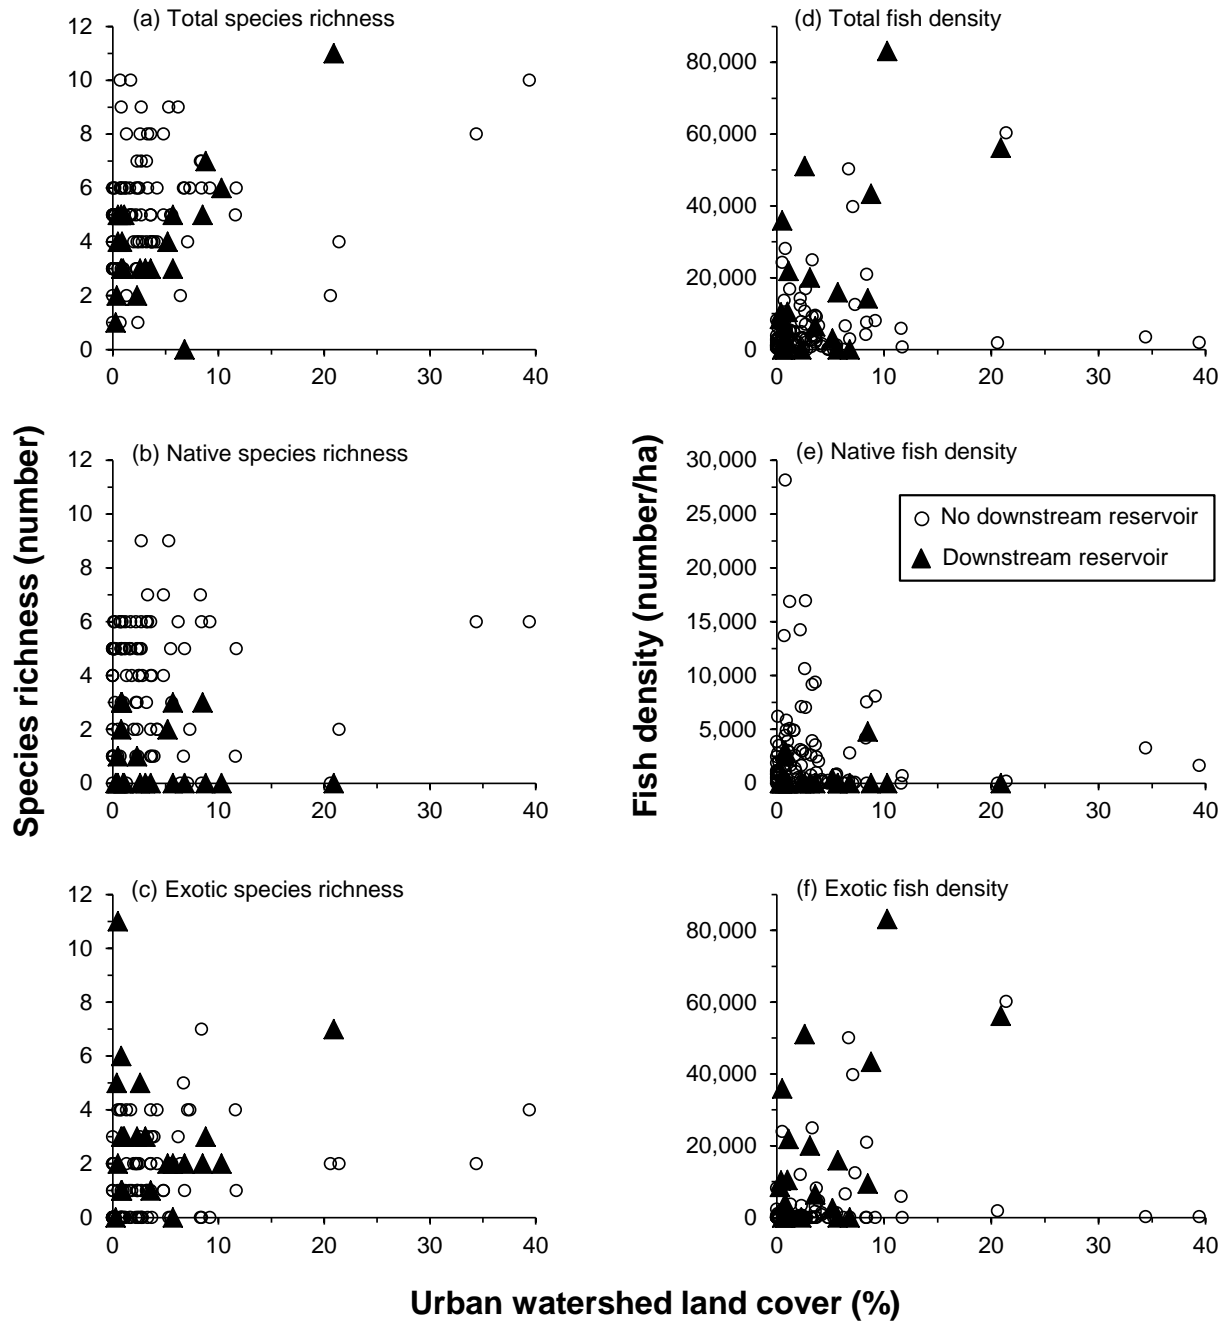 (a) Total species richness
12
10
8
6
4
2
0
0 10 20 30 40
(d) Total fish density
80,000
60,000
40,000
20,000
0
0 10 20 30 40
Species richness (number)
(b) Native species richness
12
10
8
6
4
2
0
0 10 20 30 40
Fish density (number/ha)
(e) Native fish density
30,000
25,000
20,000
15,000
10,000
5,000
0
0 10 20 30 40
No downstream reservoir
Downstream reservoir
(c) Exotic species richness
12
10
8
6
4
2
0
0 10 20 30 40
(f) Exotic fish density
80,000
60,000
40,000
20,000
0
0 10 20 30 40
Urban watershed land cover (%)